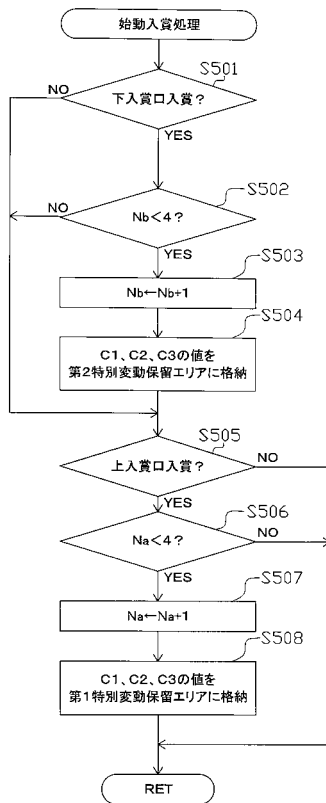 始動入賞処理
S501
下入賞口入賞?
NO
YES
S502
Nb<4?
NO
YES
S503
Nb←Nb+1
S504
C1、C2、C3の値を
第2特別変動保留エリアに格納
S505
上入賞口入賞?
NO
YES
S506
Na<4?
NO
YES
S507
Na←Na+1
S508
C1、C2、C3の値を
第1特別変動保留エリアに格納
RET